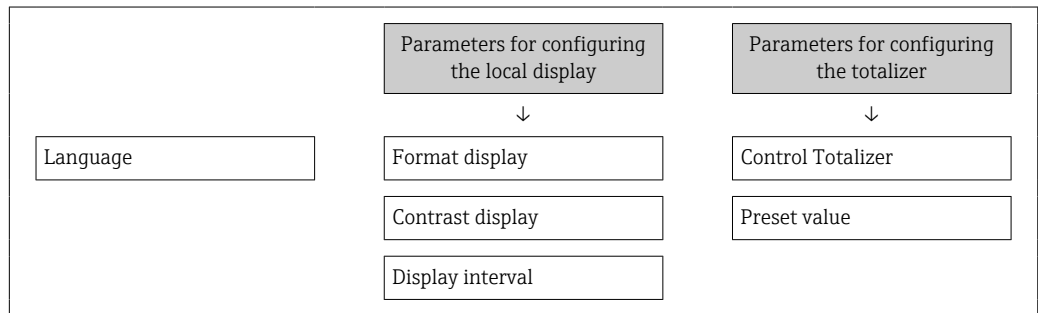 Parameters for configuring
the local display
Parameters for configuring
the totalizer
↓
↓
Language
Format display
Control Totalizer
Contrast display
Preset value
Display interval